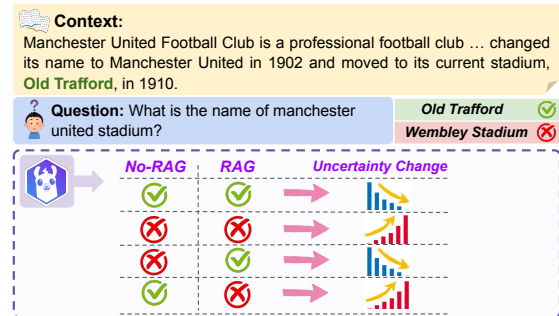 Context:
Manchester United Football Club is a professional football club … changed
its name to Manchester United in 1902 and moved to its current stadium,
Old Trafford, in 1910.
Question: What is the name of manchester
united stadium?
Old Trafford
Wembley Stadium
No-RAG RAG Uncertainty Change